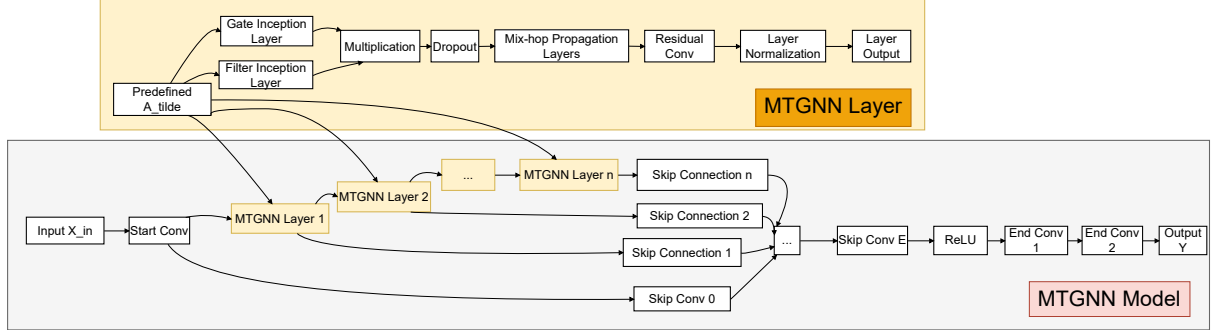 Gate Inception
Layer
Filter Inception
Layer
Predefined
A_tilde
Multiplication
Dropout
Mix-hop Propagation
Layers
Residual
Conv
Layer
Normalization
Layer
Output
MTGNN Layer
Input X_in
Start Conv
MTGNN Layer 1
MTGNN Layer 2
...
MTGNN Layer n
Skip Connection n
Skip Connection 2
Skip Connection 1
Skip Conv 0
...
Skip Conv E
ReLU
End Conv
1
End Conv
2
Output
Y
MTGNN Model